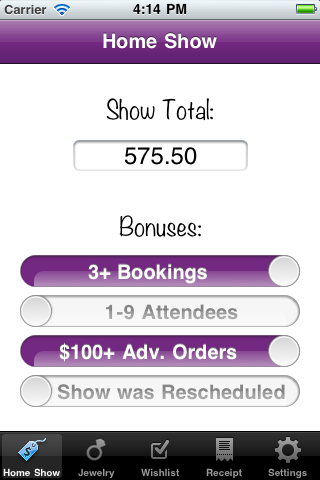 Carrier 4:14 PM
Home Show
Show Total:
575.50
Bonuses:
3+ Bookings
1-9 Attendees
$100+ Adv. Orders
Show was Rescheduled
Home Show Jewelry Wishlist Receipt Settings